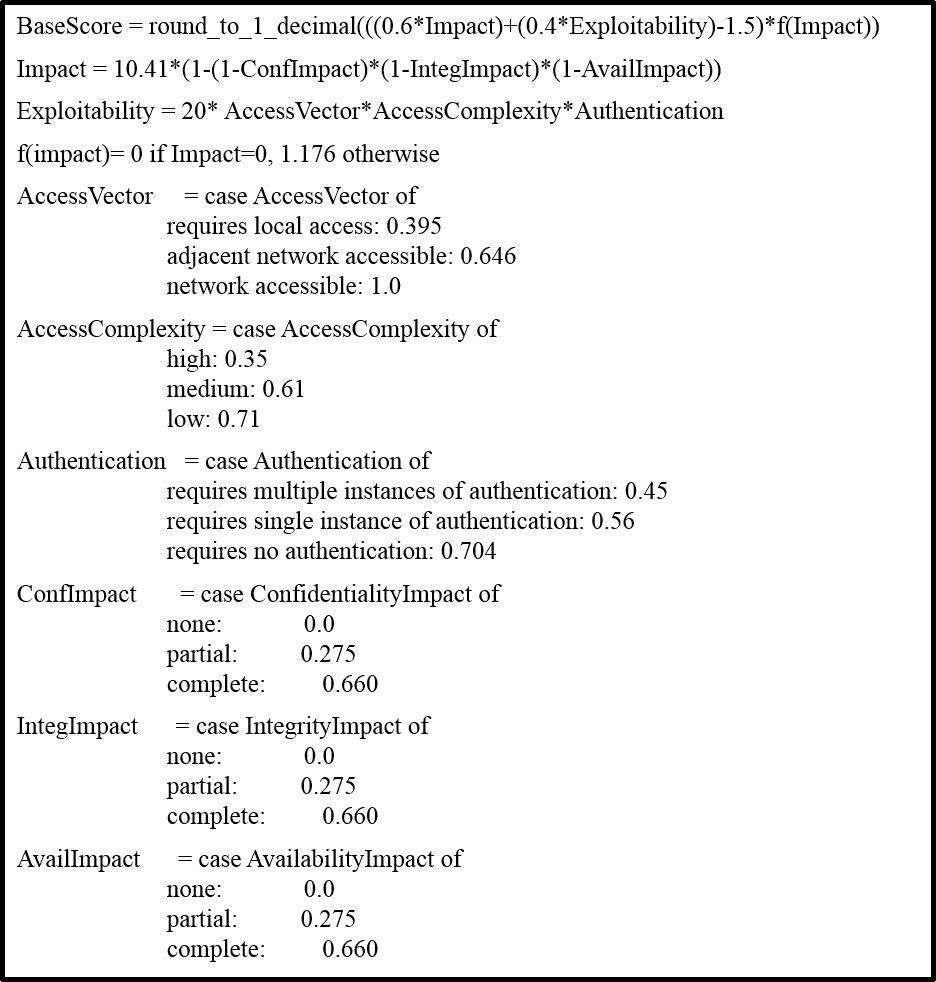 BaseScore = round_to_1_decimal(((0.6*Impact)+(0.4*Exploitability)-1.5)*f(Impact))
Impact = 10.41*(1-(1-ConfImpact)*(1-IntegImpact)*(1-AvailImpact))
Exploitability = 20* AccessVector*AccessComplexity*Authentication
f(impact)= 0 if Impact=0, 1.176 otherwise
AccessVector = case AccessVector of
requires local access: 0.395
adjacent network accessible: 0.646
network accessible: 1.0
AccessComplexity = case AccessComplexity of
high: 0.35
medium: 0.61
low: 0.71
Authentication = case Authentication of
requires multiple instances of authentication: 0.45
requires single instance of authentication: 0.56
requires no authentication: 0.704
ConfImpact = case ConfidentialityImpact of
none: 0.0
partial: 0.275
complete: 0.660
IntegImpact = case IntegrityImpact of
none: 0.0
partial: 0.275
complete: 0.660
AvailImpact = case AvailabilityImpact of
none: 0.0
partial: 0.275
complete: 0.660